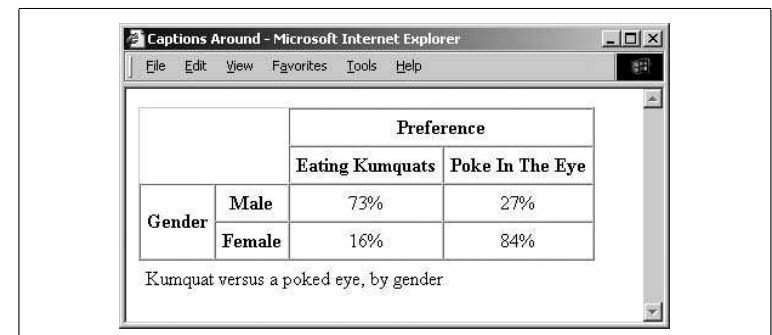 Captions Around - Microsoft Internet Explorer
File Edit View Favorites Tools Help
Preference
Eating Kumquats Poke In The Eye
Gender
Male 73% 27%
Female 16% 84%
Kumquat versus a poked eye, by gender